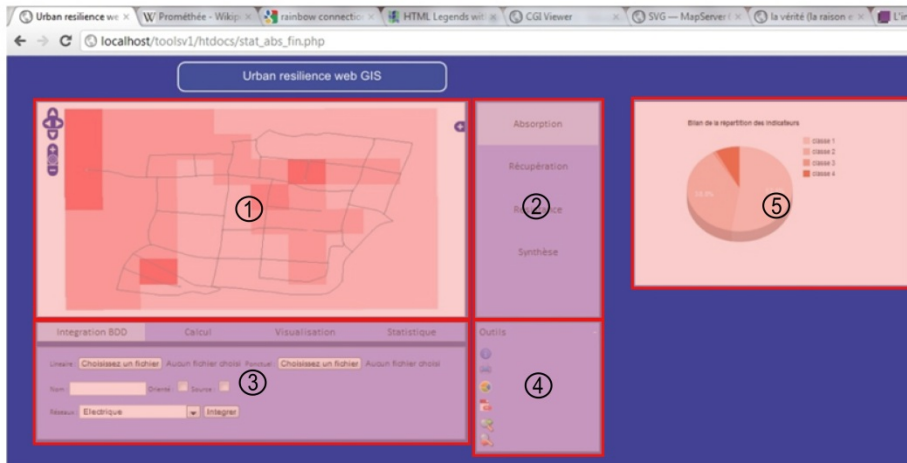 Urban resilience we
Prométhée - Wikip
rainbow connectio
HTML Legends wit
CGI Viewer
SVG — MapServer
la vérité (la raison e
L'in
localhost/toolsv1/htdocs/stat_abs_fin.php
Urban resilience web GIS
1
Absorption
Récupération
2
Synthèse
Bilan de la repartition des indicateurs
classe 1
classe 2
classe 3
classe 4
5
Integration BDD Calcul Visualisation Statistique
Lineaire Choisissez un fichier Aucun fichier choisi Ponctuel Choisissez un fichier Aucun fichier choisi
Nom Orienté Source
3
Réseaux Electrique Integrer
Outils
4